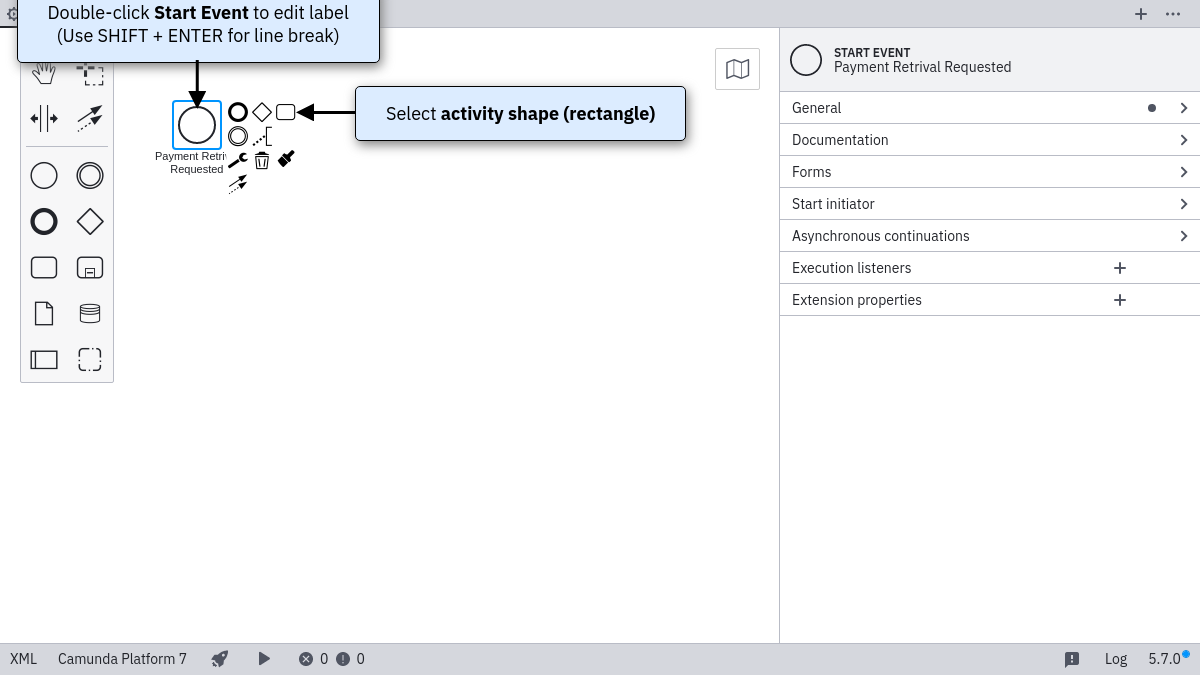 Double-click Start Event to edit label
(Use SHIFT + ENTER for line break)
Select activity shape (rectangle)
Payment Retri
Requested
START EVENT
Payment Retrival Requested
General
Documentation
Forms
Start initiator
Asynchronous continuations
Execution listeners
Extension properties
XML
Camunda Platform 7
0
0
Log
5.7.0